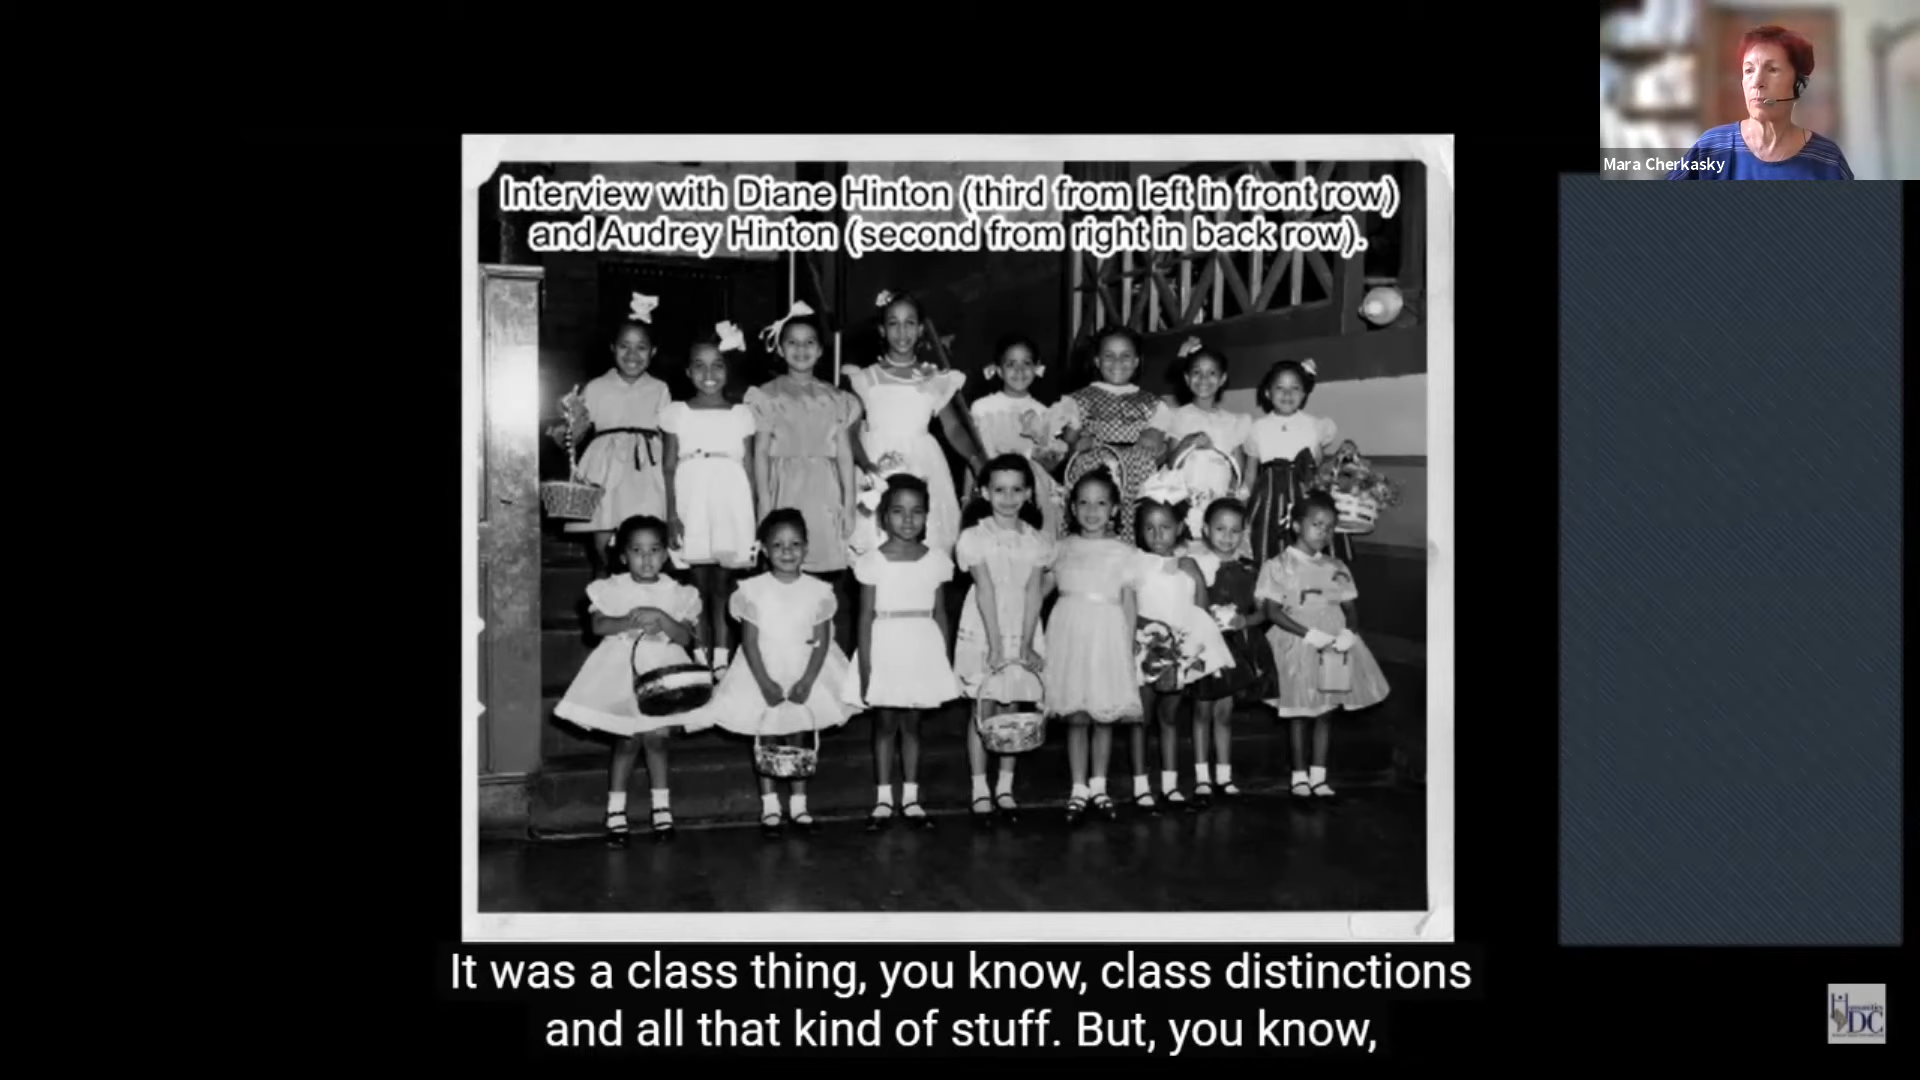 Mara Cherkasky
Interview with Diane Hinton (third from left in front row)
and Audrey Hinton (second from right in back row).
It was a class thing, you know, class distinctions
and all that kind of stuff. But, you know,
DC